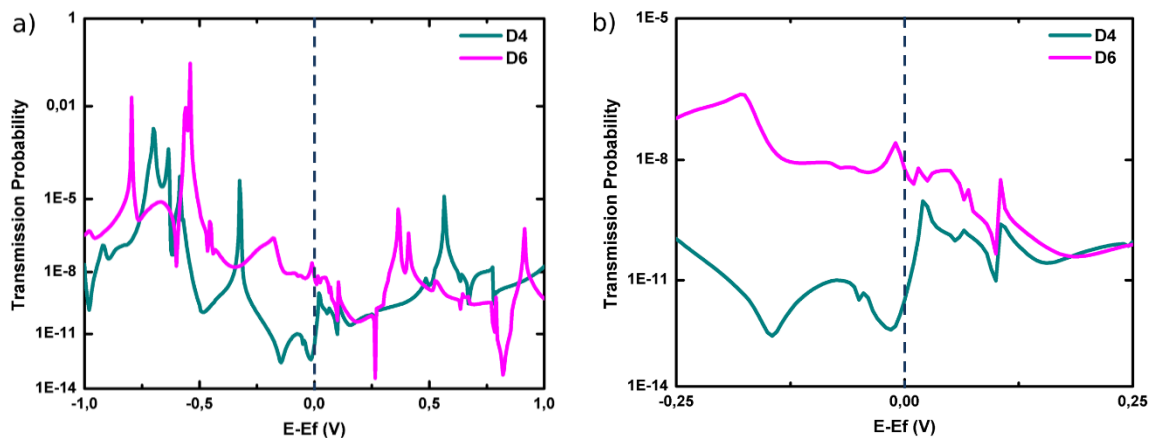 a)
Transmission Probability
1
0,01
1E-5
1E-8
1E-11
1E-14
-1,0
-0,5
0,0
0,5
1,0
E-Ef (V)
D4
D6
b)
Transmission Probability
1E-5
1E-8
1E-11
1E-14
-0,25
0,00
0,25
E-Ef (V)
D4
D6